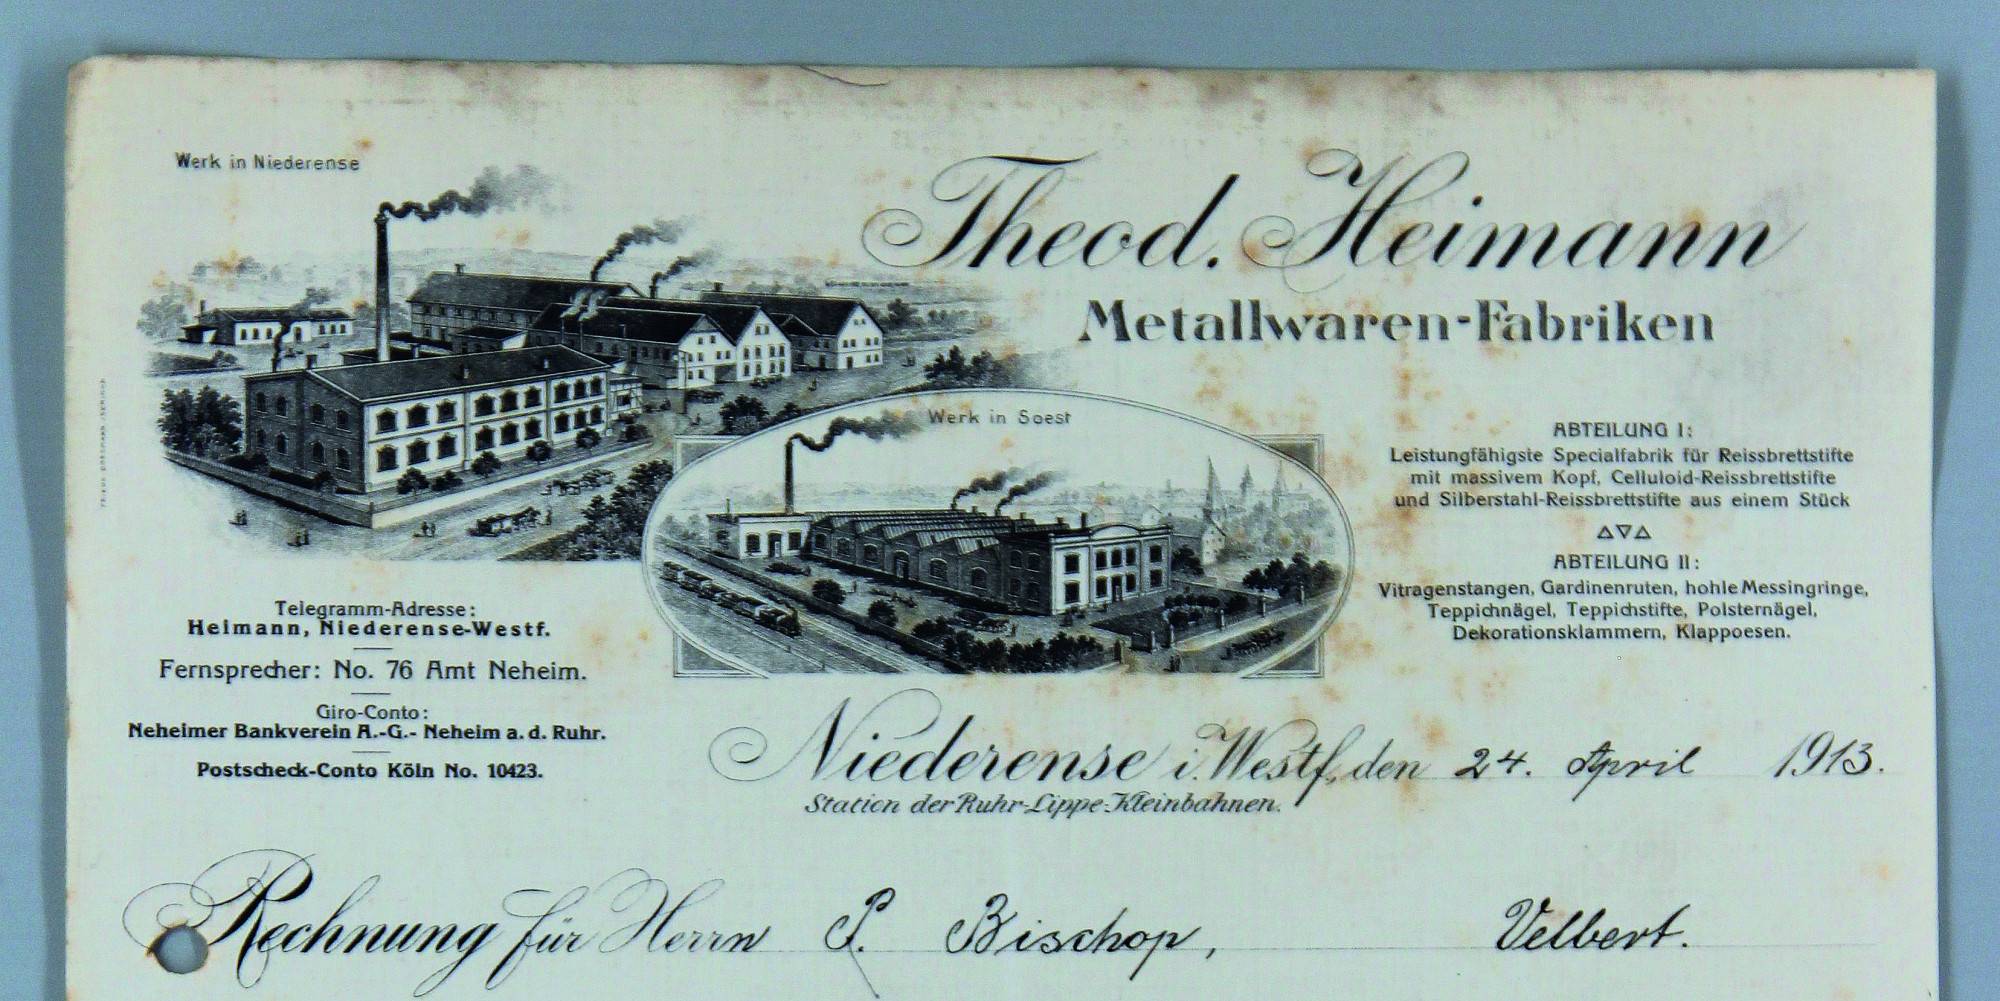 Werk in Niederense
Theod. Heimann
Metallwaren-Fabriken
Werk in Soest
ABTEILUNG I:
Leistungfähigste Specialfabrik für Reissbrettstifte
mit massivem Kopf, Celluloid-Reissbrettstifte
und Silberstahl-Reissbrettstifte aus einem Stück
ABTEILUNG II:
Vitragenstangen, Gardinenruten, hohle Messingringe,
Teppichnägel, Teppichstifte, Polsternägel,
Dekorationsklammern, Klappoesen.
Telegramm-Adresse:
Heimann, Niederense-Westf.
Fernsprecher: No. 76 Amt Neheim.
Giro-Conto:
Neheimer Bankverein A.-G.- Neheim a. d. Ruhr.
Postscheck-Conto Köln No. 10423.
Niederense i. Westf., den 24. April 1913.
Station der Ruhr-Lippe-Kleinbahnen.
Rechnung für Herrn P. Bischop, Velbert.